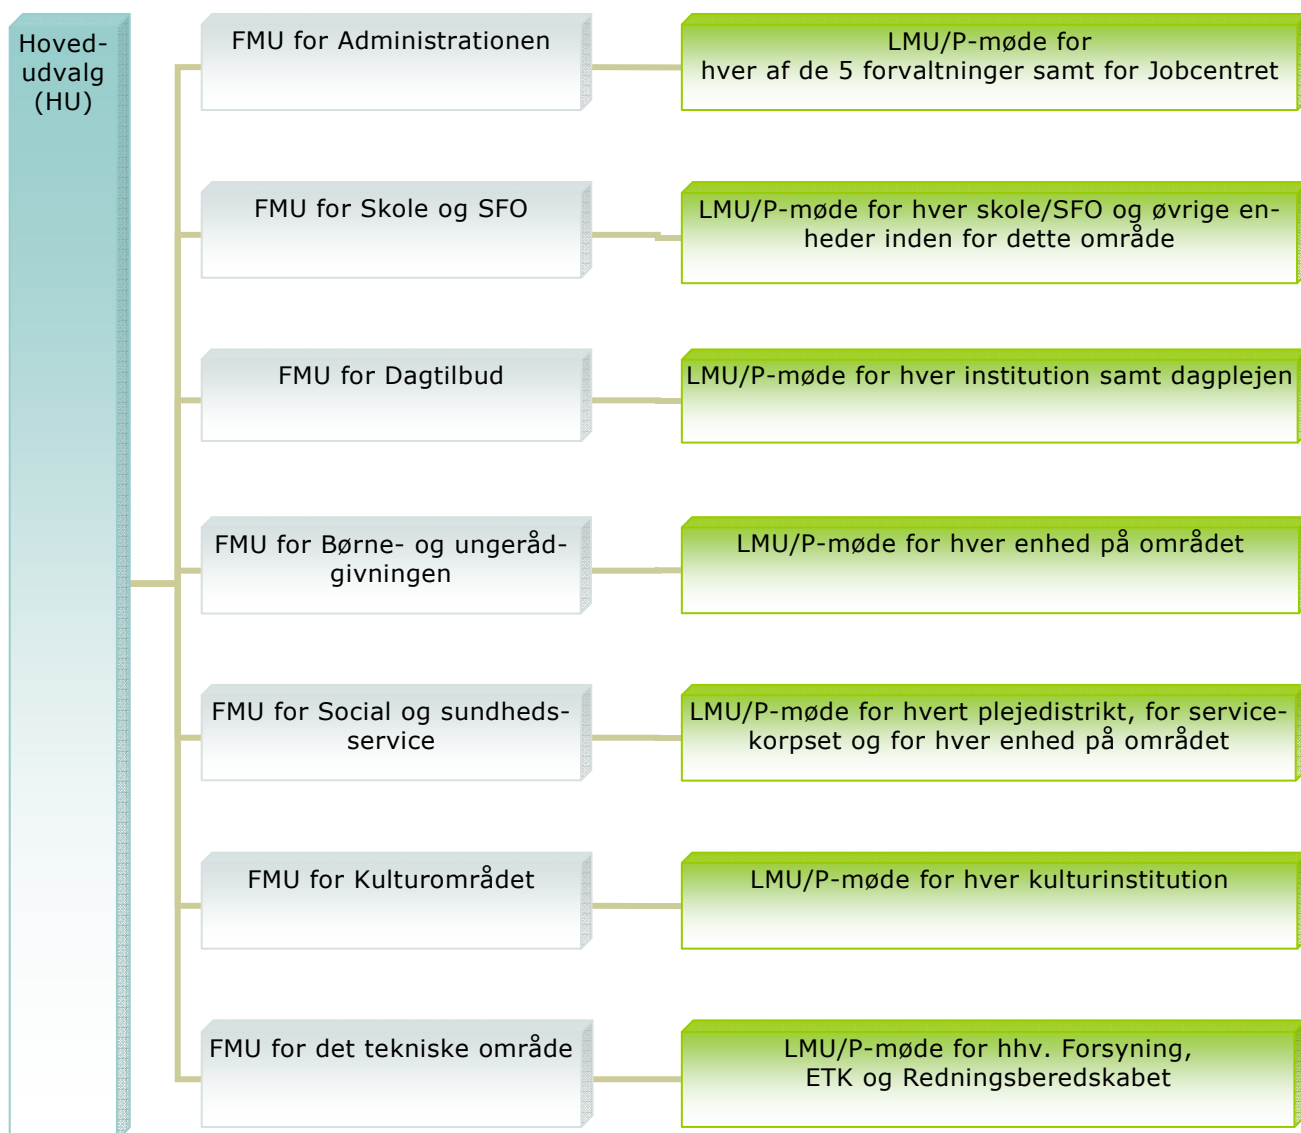 Hoved-
udvalg
(HU)
FMU for Administrationen
LMU/P-møde for
hver af de 5 forvaltninger samt for Jobcentret
FMU for Skole og SFO
LMU/P-møde for hver skole/SFO og øvrige en-
heder inden for dette område
FMU for Dagtilbud
LMU/P-møde for hver institution samt dagplejen
FMU for Børne- og ungeråd-
givningen
LMU/P-møde for hver enhed på området
FMU for Social og sundheds-
service
LMU/P-møde for hvert plejedistrikt, for service-
korpset og for hver enhed på området
FMU for Kulturområdet
LMU/P-møde for hver kulturinstitution
FMU for det tekniske område
LMU/P-møde for hhv. Forsyning,
ETK og Redningsberedskabet